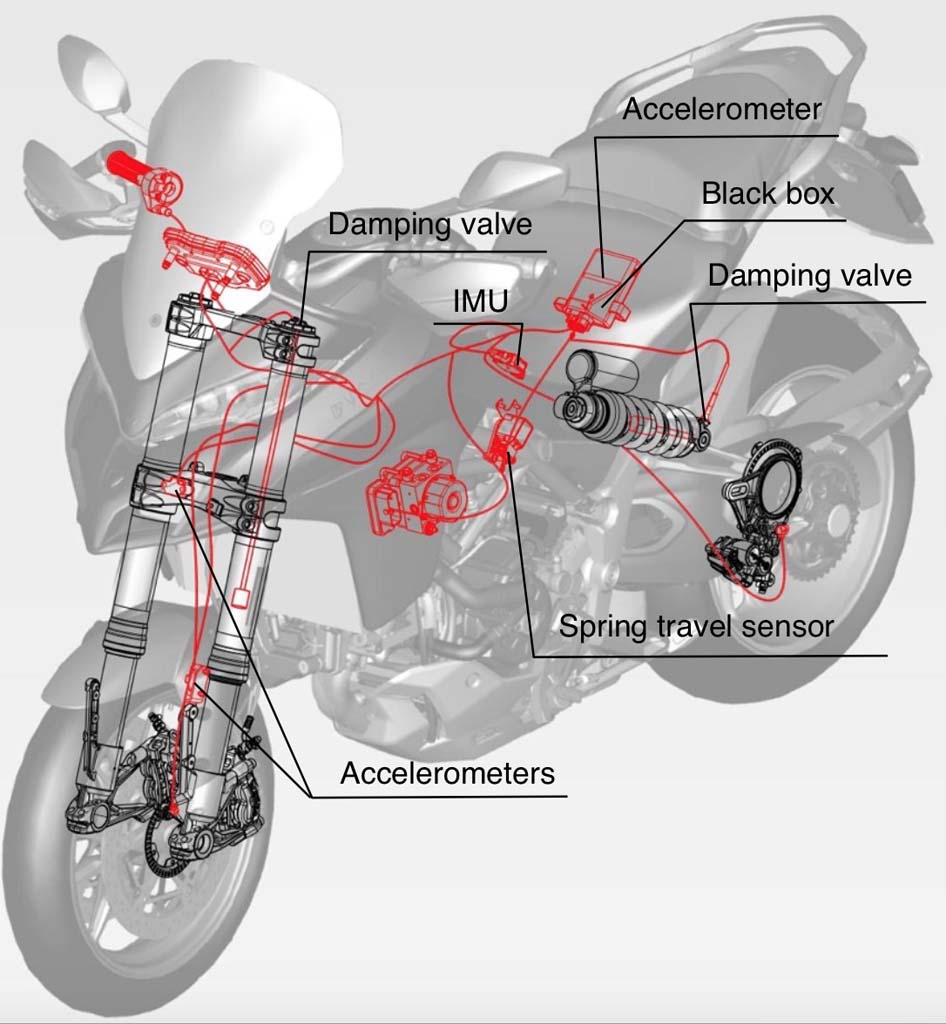 Accelerometer
Black box
Damping valve
Damping valve
IMU
Spring travel sensor
Accelerometers